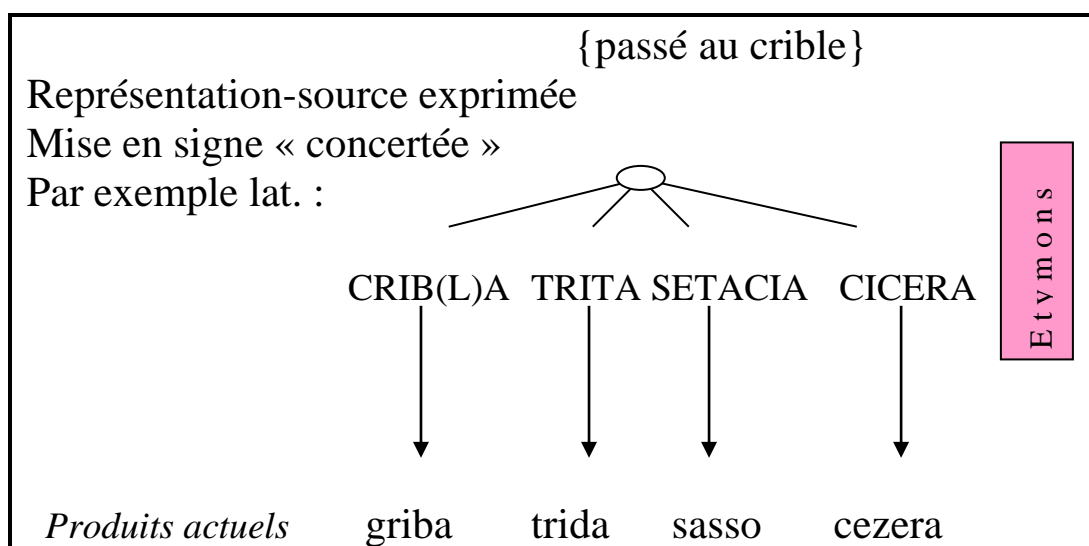 {passé au crible}
Représentation-source exprimée
Mise en signe « concertée »
Par exemple lat. :
CRIB(L)A TRITA SETACIA CICERA
Etymons
Produits actuels griba trida sasso cezera